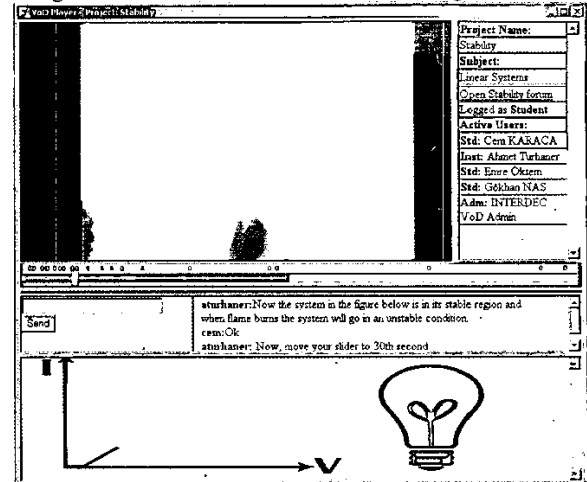 VoD Player - [Project: Stability]
Project Name:
Stability
Subject:
Linear Systems
Open Stability forum
Logged as Student
Active Users:
Std: Cem KARACA
Inst: Ahmet Turhaner
Std: Emre Öktem
Std: Gökhan NAS
Adm: INTERDEC
VoD Admin
Send
aturhaner:Now the system in the figure below is in its stable region and
when flame burns the system will go in an unstable condition.
cem:Ok
aturhaner: Now, move your slider to 30th second
I
V